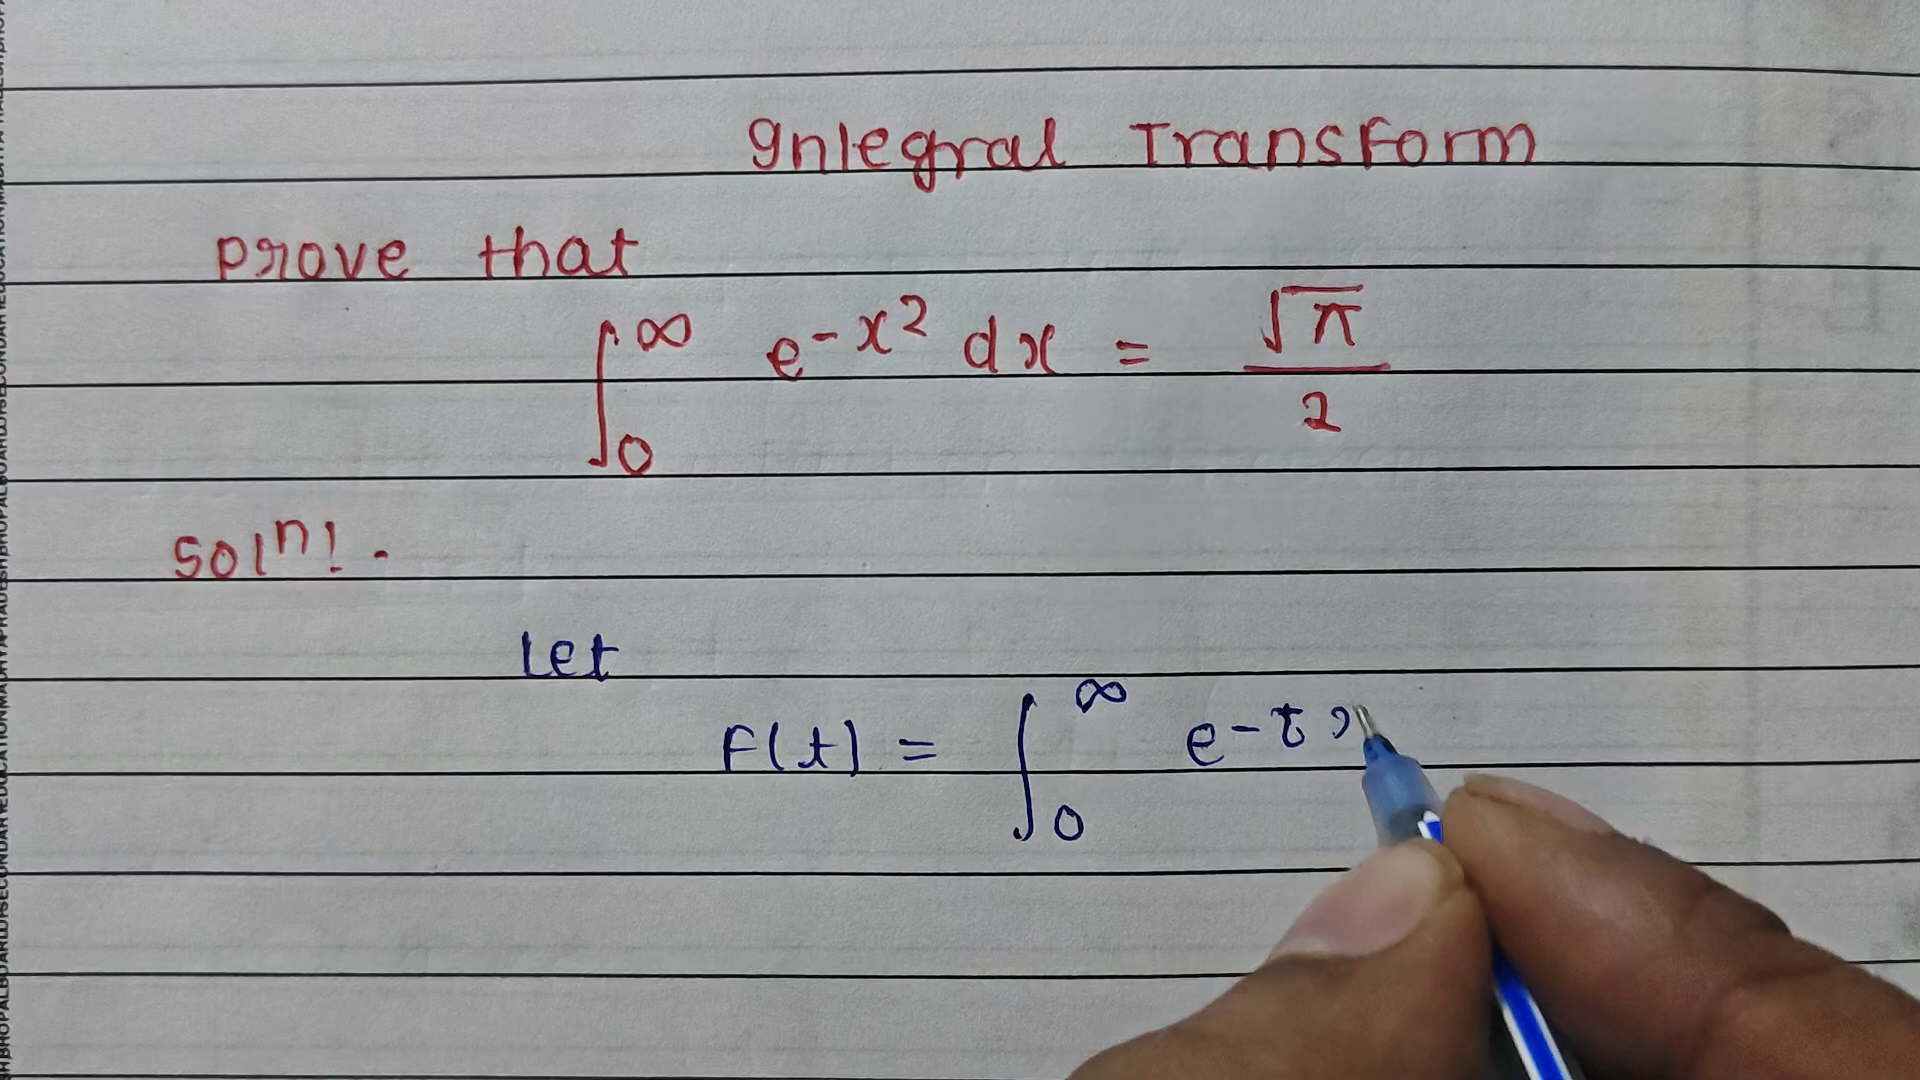 Integral Transform
Prove that
∫₀^∞ e^{-x²} dx = √π / 2
Solⁿ! .
Let
F(t) = ∫₀^∞ e^{-t x